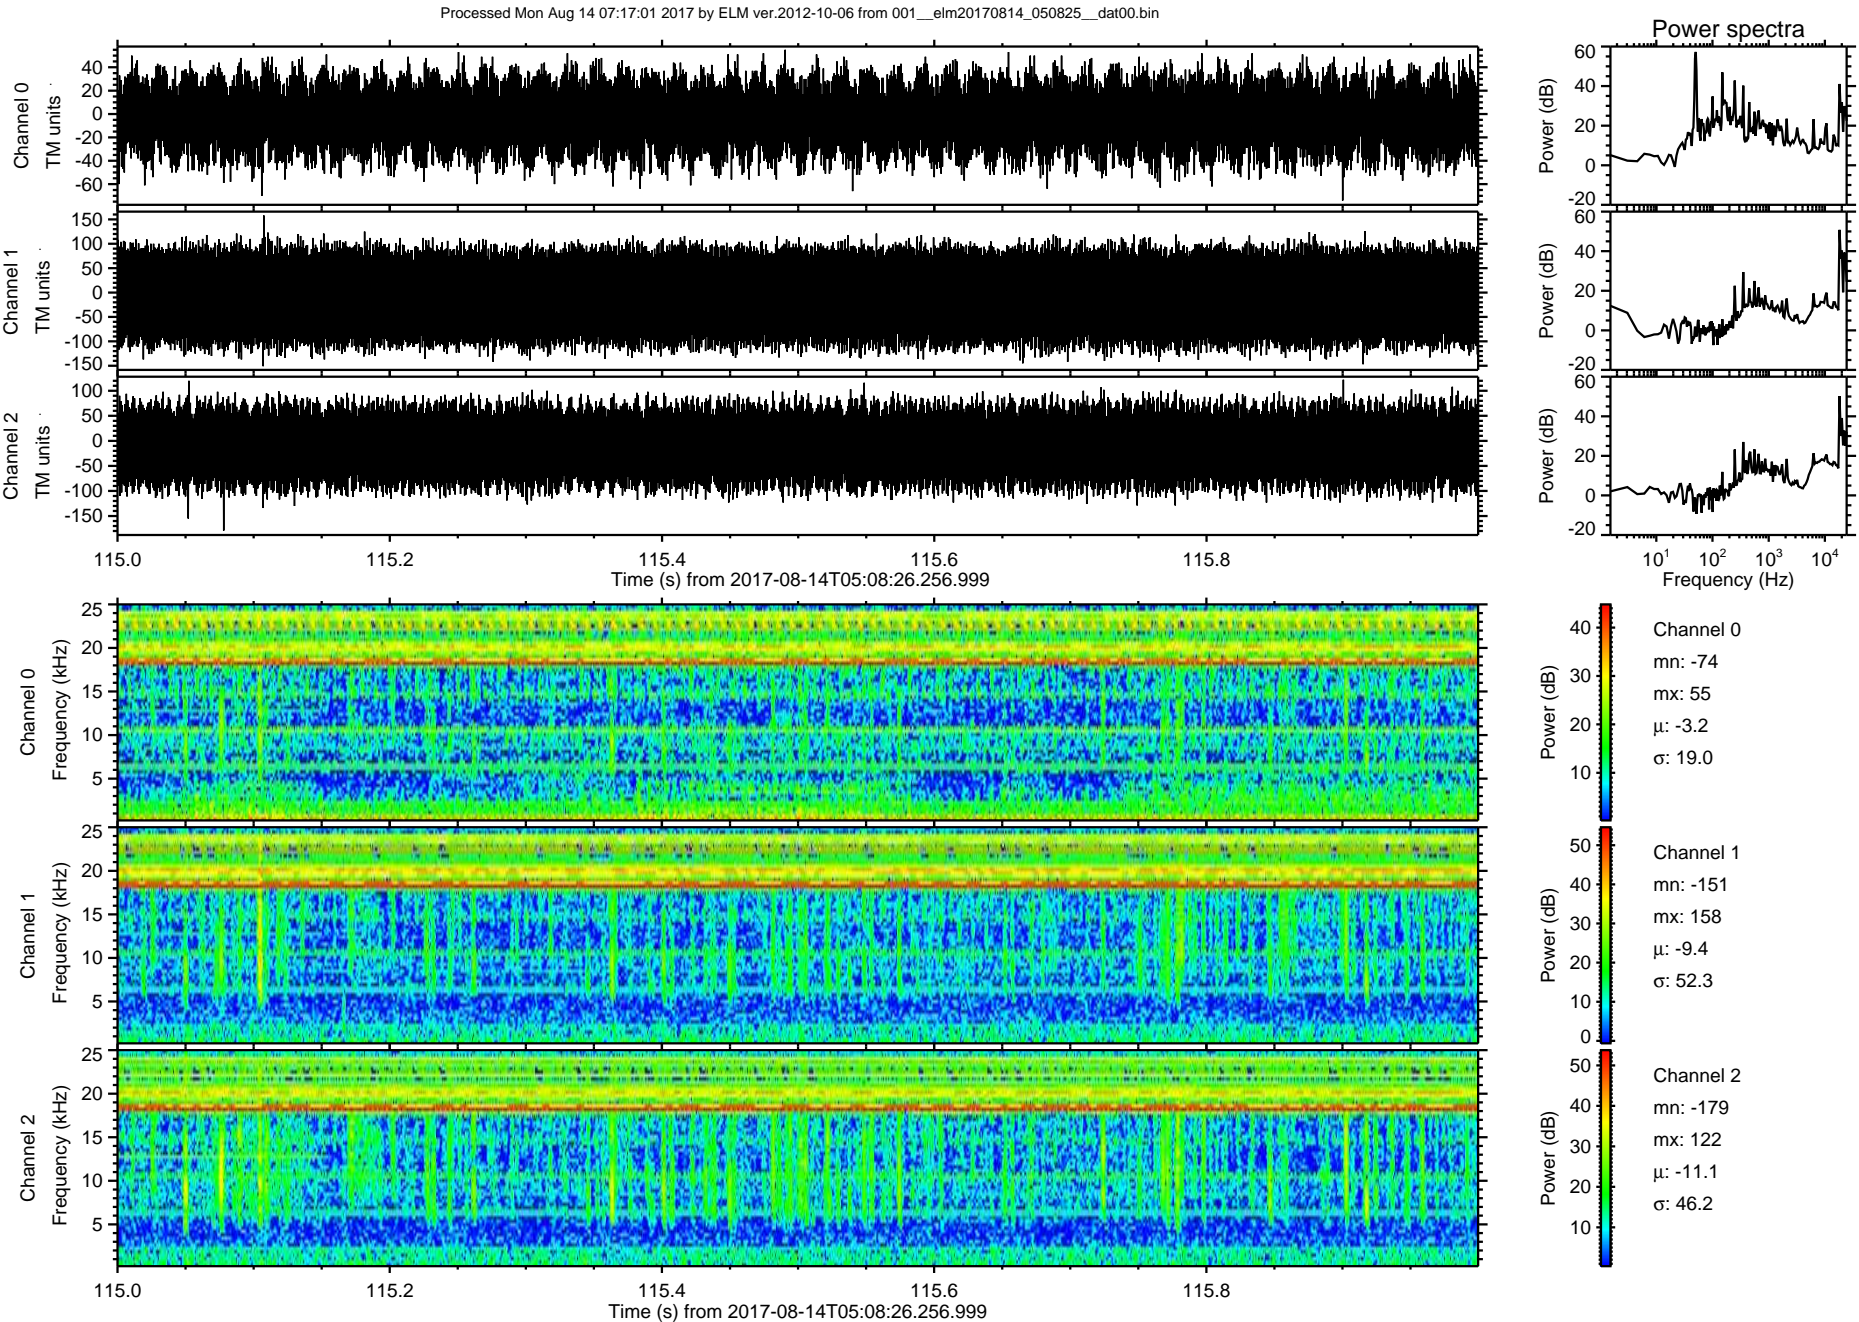 Processed Mon Aug 14 07:17:01 2017 by ELM ver.2012-10-06 from 001__elm20170814_050825__dat00.bin
Power spectra
Channel 0
TM units
40
20
0
-20
-40
-60
Power (dB)
60
40
20
0
-20
Channel 1
TM units
150
100
50
0
-50
-100
-150
Power (dB)
60
40
20
0
-20
Channel 2
TM units
100
50
0
-50
-100
-150
Power (dB)
60
40
20
0
-20
115.0 115.2 115.4 115.6 115.8
Time (s) from 2017-08-14T05:08:26.256.999
10¹ 10² 10³ 10⁴
Frequency (Hz)
Channel 0
Frequency (kHz)
25
20
15
10
5
Power (dB)
40
30
20
10
Channel 0
mn: -74
mx: 55
μ: -3.2
σ: 19.0
Channel 1
Frequency (kHz)
25
20
15
10
5
Power (dB)
50
40
30
20
10
0
Channel 1
mn: -151
mx: 158
μ: -9.4
σ: 52.3
Channel 2
Frequency (kHz)
25
20
15
10
5
Power (dB)
50
40
30
20
10
Channel 2
mn: -179
mx: 122
μ: -11.1
σ: 46.2
115.0 115.2 115.4 115.6 115.8
Time (s) from 2017-08-14T05:08:26.256.999